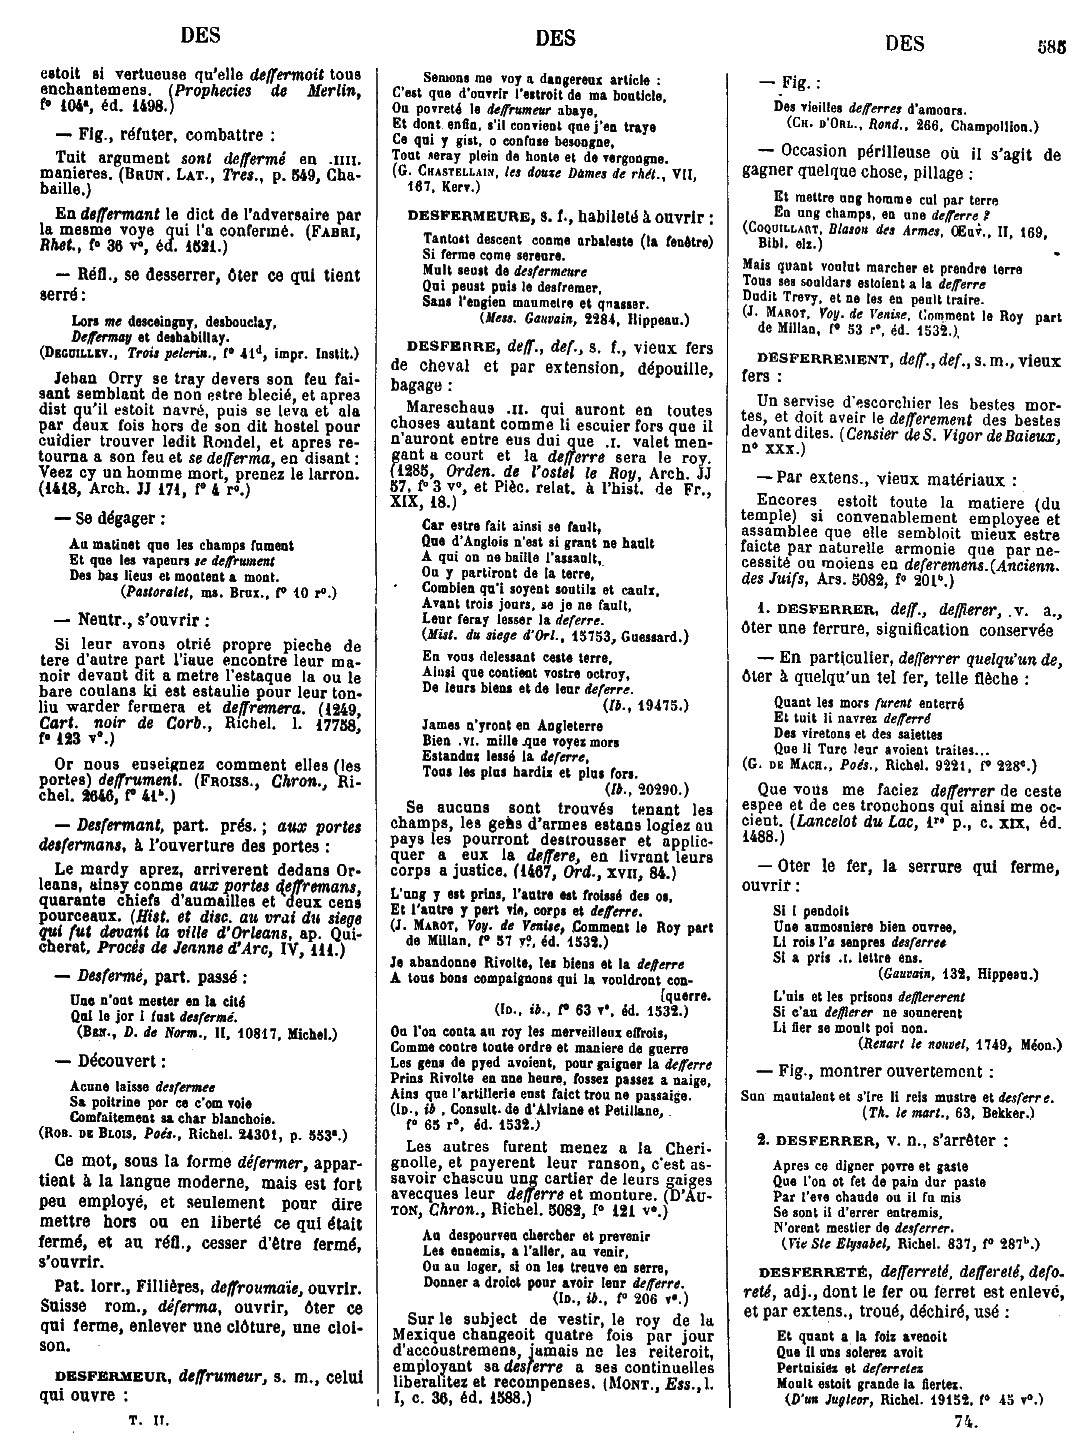 DES
DES
DES
585
estoit si vertueuse qu'elle deffermoit tous
enchantemens. (Prophecies de Merlin,
f° 104ª, éd. 1498.)
— Fig., réfuter, combattre :
Tuit argument sont deffermé en .IIII.
manieres. (BRUN. LAT., Tres., p. 549, Cha-
baille.)
En deffermant le dict de l'adversaire par
la mesme voye qui l'a confermé. (FABRI,
Rhet., f° 36 v°, éd. 1521.)
— Réfl., se desserrer, ôter ce qui tient
serré :
Lors me desceingny, desbouclay,
Deffermay et deshabillay.
(DEGUILLEV., Trois pelerin., f° 41ᵈ, impr. Instit.)
Jehan Orry se tray devers son feu fai-
sant semblant de non estre blecié, et apres
dist qu'il estoit navré, puis se leva et ala
par deux fois hors de son dit hostel pour
cuidier trouver ledit Rondel, et apres re-
tourna a son feu et se defferma, en disant :
Veez cy un homme mort, prenez le larron.
(1418, Arch. JJ 171, f° 4 r°.)
— Se dégager :
Au matinet que les champs fument
Et que les vapeurs se deffrument
Des bas lieus et montent a mont.
(Pastoralet, ms. Brux., f° 10 r°.)
— Neutr., s'ouvrir :
Si leur avons otrié propre pieche de
tere d'autre part l'iaue encontre leur ma-
noir devant dit a metre l'estaque la ou le
bare coulans ki est estaulie pour leur ton-
liu warder fermera et deffremera. (1249,
Cart. noir de Corb., Richel. l. 17758,
f° 123 v°.)
Or nous enseignez comment elles (les
portes) deffrument. (FROISS., Chron., Ri-
chel. 2646, f° 41ᵇ.)
— Desfermant, part. prés. ; aux portes
desfermans, à l'ouverture des portes :
Le mardy aprez, arriverent dedans Or-
leans, ainsy conme aux portes deffremans,
quarante chiefs d'aumailles et deux cens
pourceaux. (Hist. et disc. au vrai du siege
qui fut devant la ville d'Orleans, ap. Qui-
cherat, Procès de Jeanne d'Arc, IV, III.)
— Desfermé, part. passé :
Une n'out mester en la cité
Qui le jor i fust desfermé.
(BEN., D. de Norm., II, 10817, Michel.)
— Découvert :
Acune laisse desfermee
Sa poitrine por ce c'om voie
Comfaitement sa char blanchoie.
(ROB. DE BLOIS, Poés., Richel. 24301, p. 553ª.)
Ce mot, sous la forme défermer, appar-
tient à la langue moderne, mais est fort
peu employé, et seulement pour dire
mettre hors ou en liberté ce qui était
fermé, et au réfl., cesser d'être fermé,
s'ouvrir.
Pat. lorr., Fillières, deffroumaïe, ouvrir.
Suisse rom., déferma, ouvrir, ôter ce
qui ferme, enlever une clôture, une cloi-
son.
DESFERMEUR, deffrumeur, s. m., celui
qui ouvre :
T. II.
Semons me voy a dangereux article :
C'est que d'ouvrir l'estroit de ma bouticle,
Ou povreté le deffrumeur abaye,
Et dont enfin, s'il convient que j'en traye
Ce qui y gist, o confuse besongne,
Tout seray plein de honte et de vergongne.
(G. CHASTELLAIN, les douze Dames de rhét., VII,
167, Kerv.)
DESFERMEURE, s. f., habileté à ouvrir :
Tantost descent conme arbaleste (la fenêtre)
Si ferme come sereure.
Mult seust de desfermeure
Qui peust puis le desfremer,
Sans l'engien maumetre et quasser.
(Mess. Gauvain, 2284, Hippeau.)
DESFERRE, deff., def., s. f., vieux fers
de cheval et par extension, dépouille,
bagage :
Mareschaus .II. qui auront en toutes
choses autant comme li escuier fors que il
n'auront entre eus dui que .I. valet men-
gant a court et la defferre sera le roy.
(1285, Orden. de l'ostel le Roy, Arch. JJ
57, f° 3 v°, et Pièc. relat. à l'hist. de Fr.,
XIX, 18.)
Car estre fait ainsi se fault,
Que d'Anglois n'est si grant ne hault
A qui on ne baille l'assault,
Ou y partiront de la terre,
Combien qu'i soyent soutilz et caulx,
Avant trois jours, se je ne fault,
Leur feray lesser la deferre.
(Mist. du siege d'Orl., 15753, Guessard.)
En vous delessant ceste terre,
Ainsi que contient vostre octroy,
De leurs biens et de leur deferre.
(Ib., 19475.)
James n'yront en Angleterre
Bien .VI. mille que voyez mors
Estanduz lessé la deferre,
Tous les plus hardix et plus fors.
(Ib., 20290.)
Se aucuns sont trouvés tenant les
champs, les gens d'armes estans logiez au
pays les pourront destrousser et applic-
quer a eux la deffere, en livrant leurs
corps a justice. (1467, Ord., XVII, 84.)
L'ung y est prins, l'autre est froissé des os,
Et l'autre y pert vie, corps et defferre.
(J. MAROT, Voy. de Venise, Comment le Roy part
de Millan, f° 57 v°, éd. 1532.)
Je abandonne Rivolte, les biens et la defferre
A tous bons compaignons qui la vouldront con-
[querre.
(ID., ib., f° 63 v°, éd. 1532.)
Ou l'on conta au roy les merveilleux effrois,
Comme contre toute ordre et maniere de guerre
Les gens de pyed avoient, pour gaigner la defferre
Prins Rivolte en une heure, fossez passez a naige,
Ains que l'artillerie eust faict trou ne passaige.
(ID., ib , Consult. de d'Alviane et Petillane,
f° 65 r°, éd. 1532.)
Les autres furent menez a la Cheri-
gnolle, et payerent leur ranson, c'est as-
savoir chascuu ung cartier de leurs gaiges
avecques leur defferre et monture. (D'AU-
TON, Chron., Richel. 5082, f° 121 v°.)
Au despourveu chercher et prevenir
Les ennemis, a l'aller, au venir,
Ou au loger, si on les treuve en serre,
Donner a droict pour avoir leur defferre.
(ID., ib., f° 206 v°.)
Sur le subject de vestir, le roy de la
Mexique changeoit quatre fois par jour
d'accoustremens, jamais ne les reiteroit,
employant sa desferre a ses continuelles
liberalitez et recompenses. (MONT., Ess., l.
I, c. 36, éd. 1588.)
— Fig. :
Des vieilles defferres d'amours.
(CH. D'ORL., Rond., 266, Champollion.)
— Occasion périlleuse où il s'agit de
gagner quelque chose, pillage :
Et mettre ung homme cul par terre
En ung champs, en une defferre ?
(COQUILLART, Blason des Armes, Œuv., II, 169,
Bibl. elz.)
Mais quant voulut marcher et prendre terre
Tous ses souldars estoient a la defferre
Dudit Trevy, et ne les en peult traire.
(J. MAROT, Voy. de Venise, Comment le Roy part
de Millan, f° 53 r°, éd. 1532.)
DESFERREMENT, deff., def., s. m., vieux
fers :
Un servise d'escorchier les bestes mor-
tes, et doit aveir le defferement des bestes
devant dites. (Censier de S. Vigor de Baieux,
n° XXX.)
— Par extens., vieux matériaux :
Encores estoit toute la matiere (du
temple) si convenablement employee et
assamblee que elle sembloit mieux estre
faicte par naturelle armonie que par ne-
cessité ou moiens en deferemens. (Ancienn.
des Juifs, Ars. 5082, f° 201ᵇ.)
1. DESFERRER, deff., deffierer, v. a.,
ôter une ferrure, signification conservée
— En particulier, defferrer quelqu'un de,
ôter à quelqu'un tel fer, telle flèche :
Quant les mors furent enterré
Et tuit li navrez defferré
Des viretons et des saiettes
Que li Turc leur avoient traites...
(G. DE MACH., Poés., Richel. 9221, f° 228ᶜ.)
Que vous me faciez defferrer de ceste
espee et de ces tronchons qui ainsi me oc-
cient. (Lancelot du Lac, 1ʳᵉ p., c. XIX, éd.
1488.)
— Oter le fer, la serrure qui ferme,
ouvrir :
Si i pendoit
Une aumosniere bien ouvree,
Li rois l'a senpres desferree
Si a pris .I. lettre ens.
(Gauvain, 132, Hippeau.)
L'uis et les prisons deffiererent
Si c'au deffierer ne sonnerent
Li fier se moult poi non.
(Renart le nouvel, 1749, Méon.)
— Fig., montrer ouvertement :
Sun mautalent et s'ire li reis mustre et desferre.
(Th. le mart., 63, Bekker.)
2. DESFERRER, v. n., s'arrêter :
Apres ce digner povre et gaste
Que l'on ot fet de pain dur paste
Par l'eve chaude ou il fu mis
Se sont il d'errer entremis,
N'orent mestier de desferrer.
(Vie Ste Elysabel, Richel. 837, f° 287ᵇ.)
DESFERRETÉ, defferreté, deffereté, defo-
reté, adj., dont le fer ou ferret est enlevé,
et par extens., troué, déchiré, usé :
Et quant a la foiz avenoit
Que il uns solerez avoit
Pertuisiez et deferretez
Moult estoit grande la fiertez.
(D'un Jugleor, Richel. 19152, f° 45 v°.)
74.